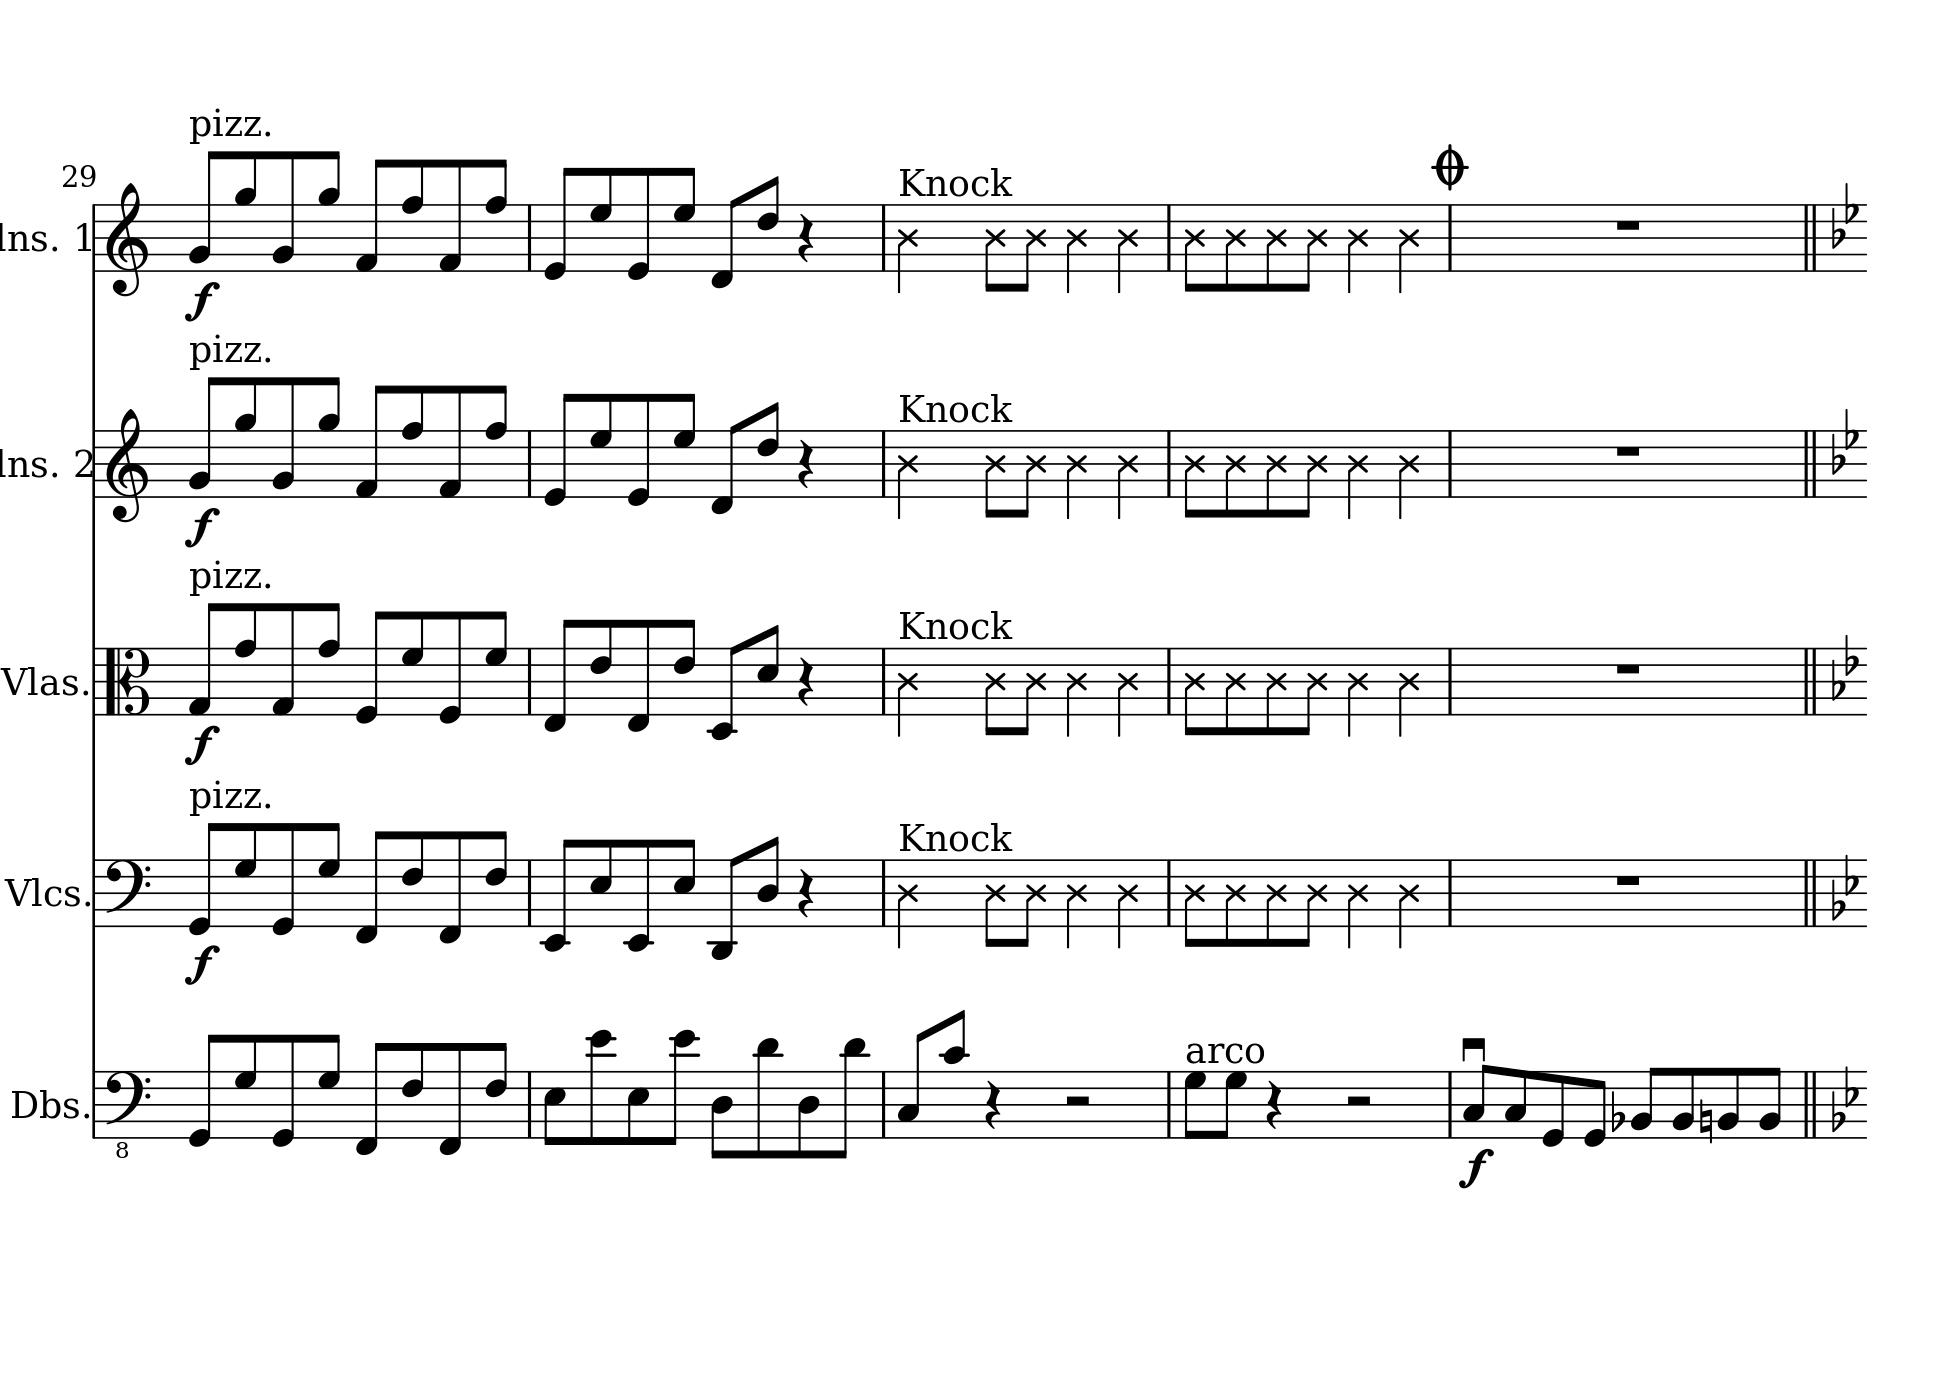 pizz.
29
lns. 1
Knock
f
pizz.
lns. 2
Knock
f
pizz.
Vlas.
Knock
f
pizz.
Vlcs.
Knock
f
Dbs.
arco
8
f